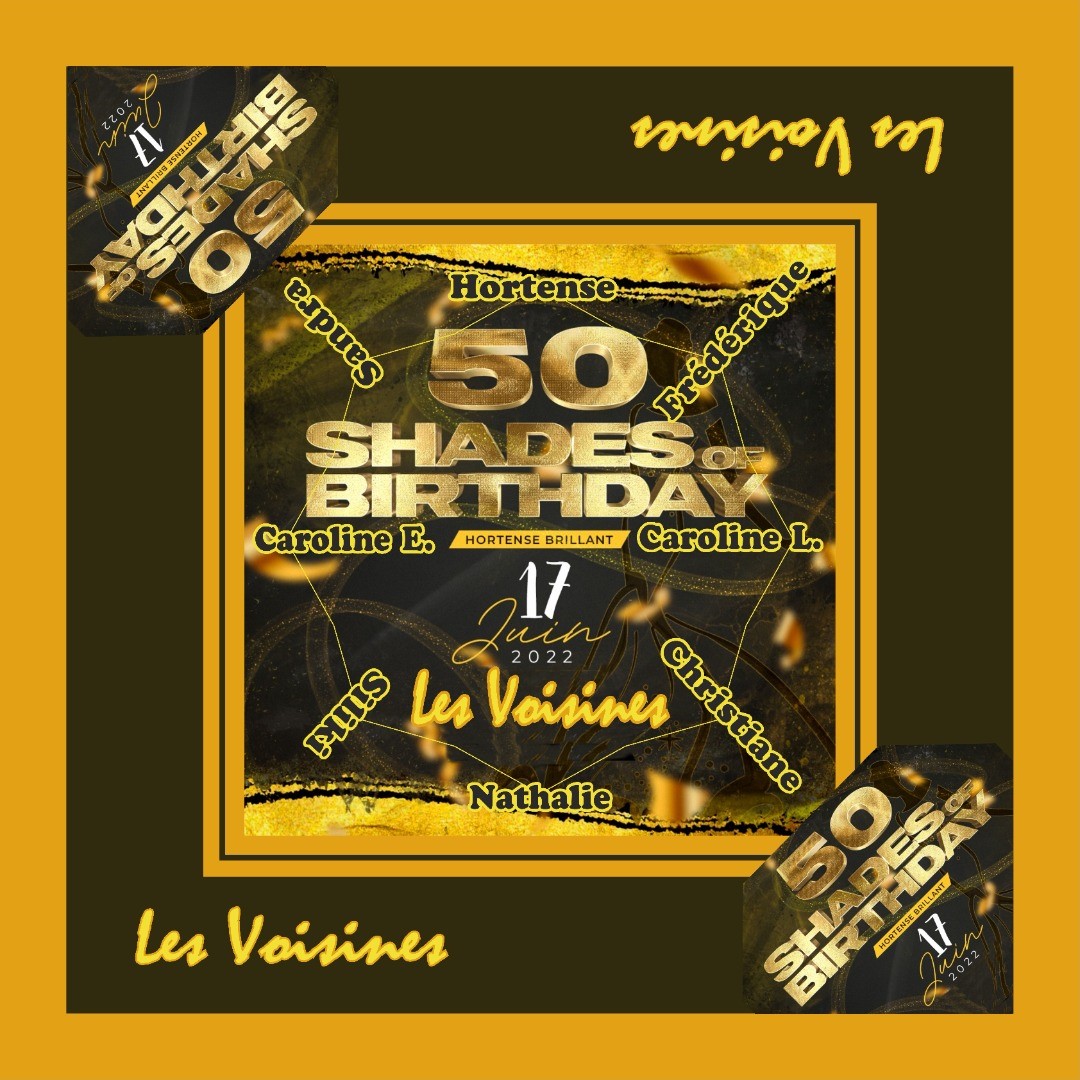 50
SHADES OF
BIRTHDAY
HORTENSE BRILLANT
17
Juin
2022
Les Voisines
Hortense
Sandra
Frédérique
50
SHADES OF
BIRTHDAY
Caroline E.
HORTENSE BRILLANT
Caroline L.
17
Juin
2022
Les Voisines
Christiane
Nathalie
Les Voisines
50
SHADES OF
BIRTHDAY
HORTENSE BRILLANT
17
Juin
2022